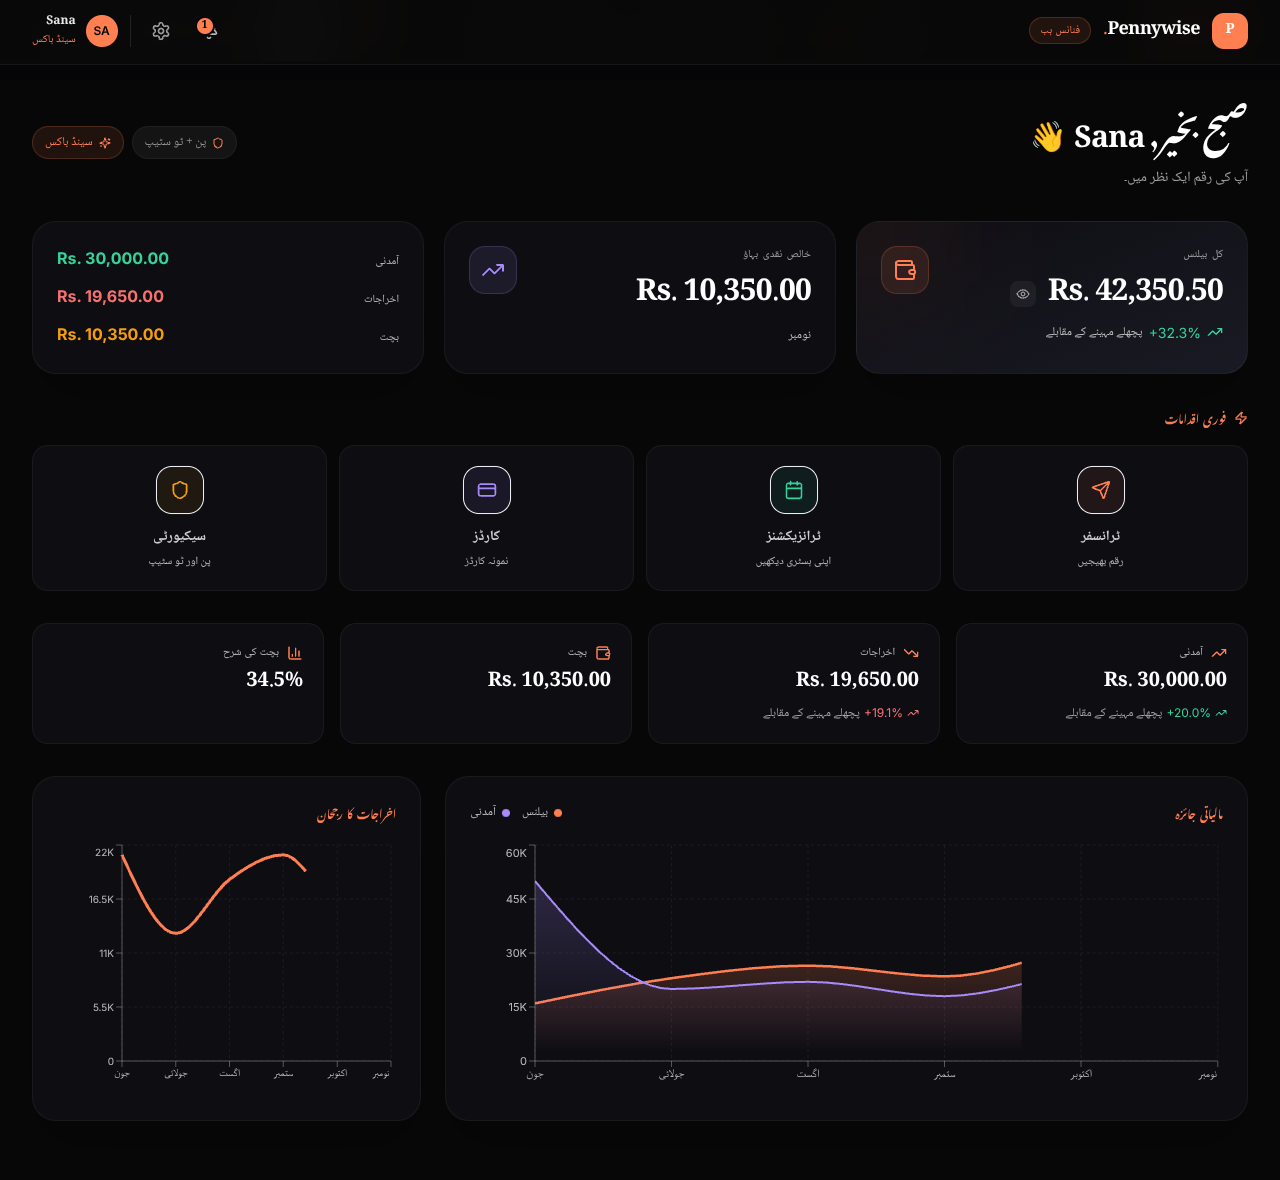 P
Pennywise.
فنانس ہب
1
SA
Sana
سینڈ باکس
صبح بخیر, Sana 👋
آپ کی رقم ایک نظر میں۔
پن + ٹو سٹیپ
سینڈ باکس
کل بیلنس
Rs. 42,350.50
+32.3% پچھلے مہینے کے مقابلے
خالص نقدی بہاؤ
Rs. 10,350.00
نومبر
آمدنی Rs. 30,000.00
اخراجات Rs. 19,650.00
بچت Rs. 10,350.00
فوری اقدامات
ٹرانسفر
رقم بھیجیں
ٹرانزیکشنز
اپنی ہسٹری دیکھیں
کارڈز
نمونہ کارڈز
سیکیورٹی
پن اور ٹو سٹیپ
آمدنی
Rs. 30,000.00
+20.0% پچھلے مہینے کے مقابلے
اخراجات
Rs. 19,650.00
+19.1% پچھلے مہینے کے مقابلے
بچت
Rs. 10,350.00
بچت کی شرح
34.5%
مالیاتی جائزہ
بیلنس
آمدنی
60K
45K
30K
15K
0
جون جولائی اگست ستمبر اکتوبر نومبر
اخراجات کا رجحان
22K
16.5K
11K
5.5K
0
جون جولائی اگست ستمبر اکتوبر نومبر